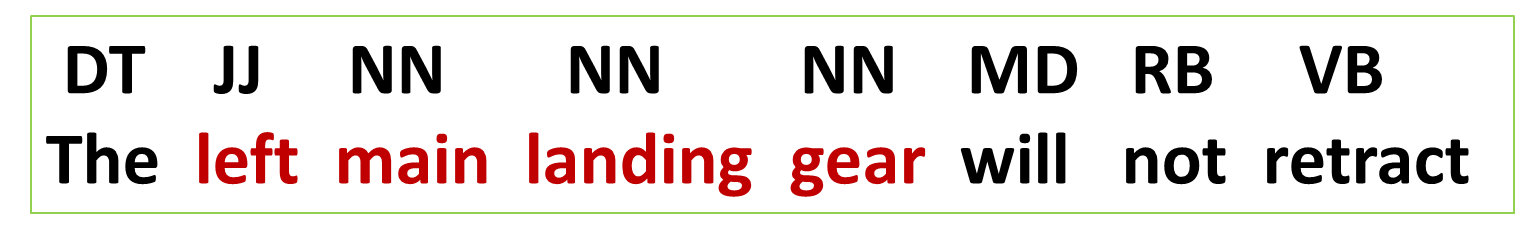 DT JJ NN NN NN MD RB VB
The left main landing gear will not retract